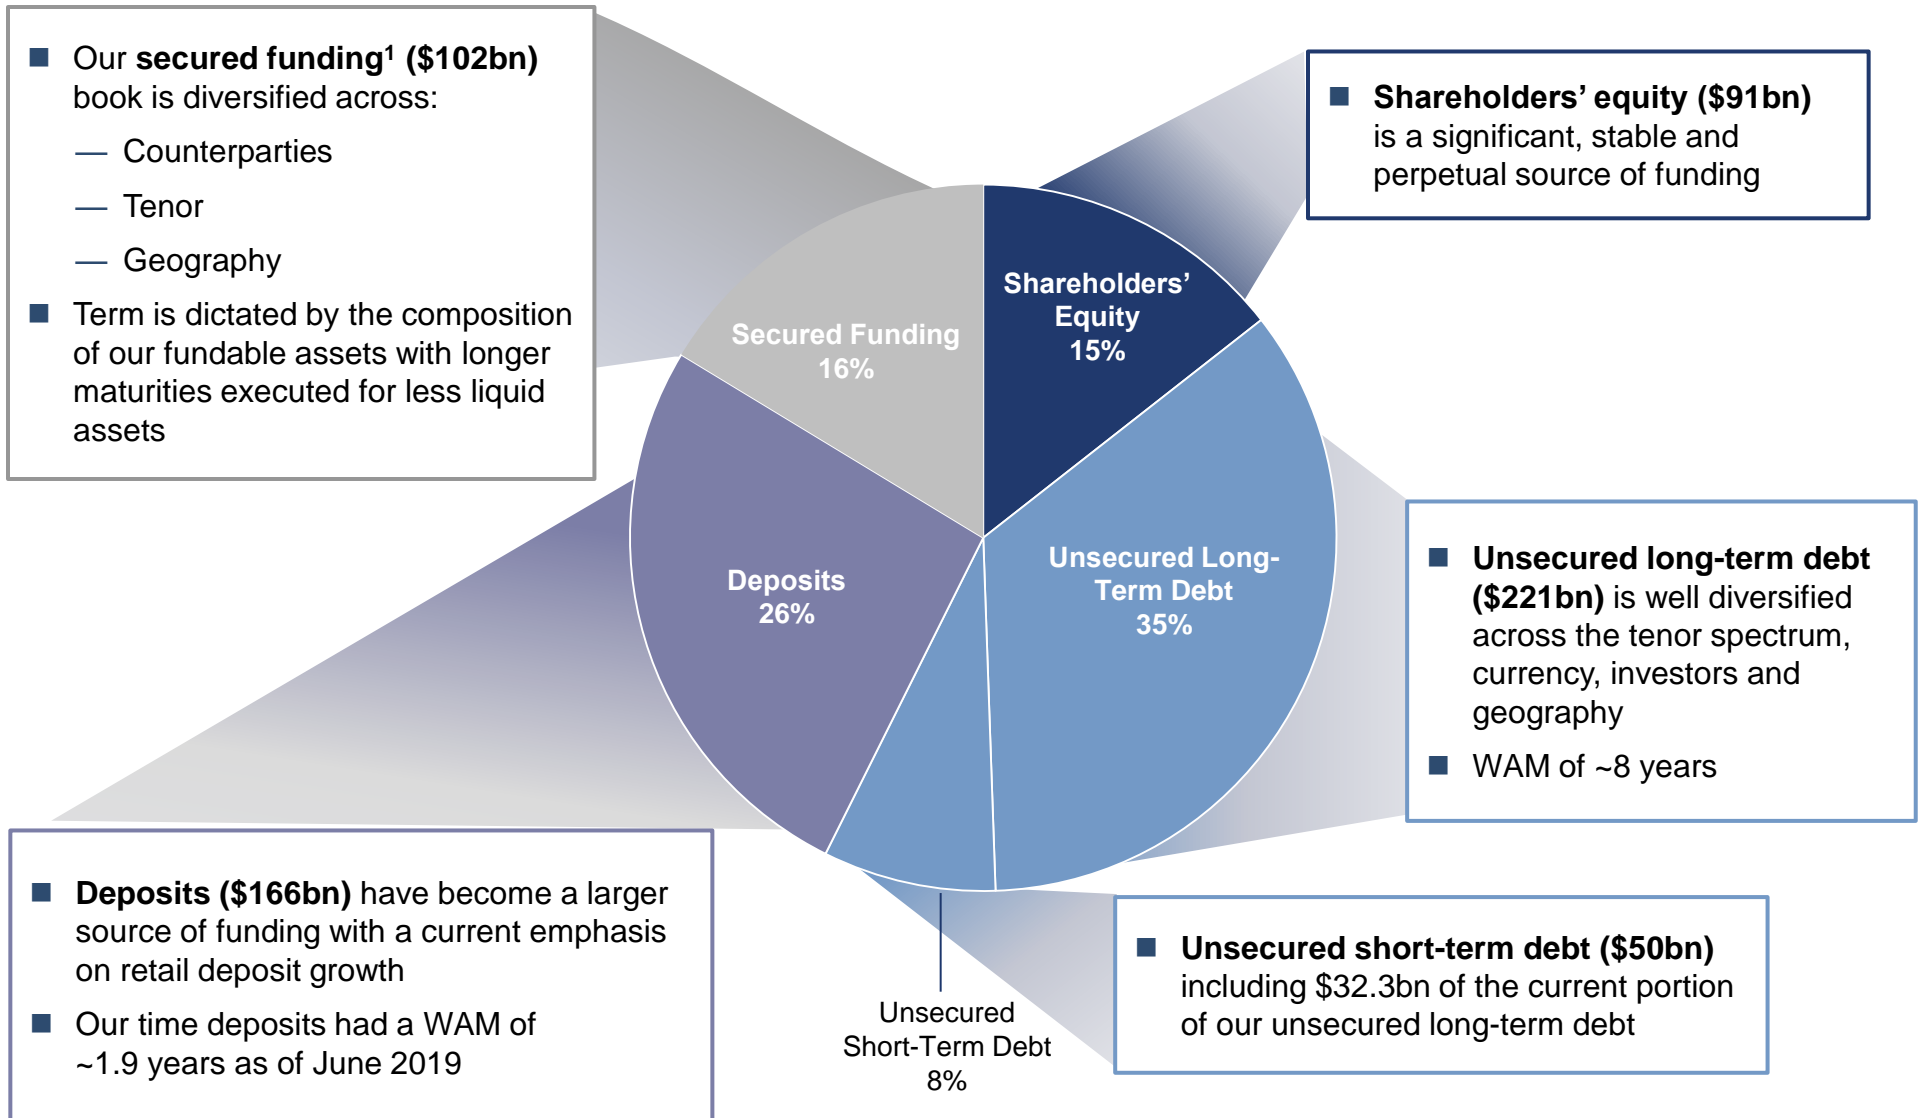 ■ Our secured funding¹ ($102bn)
book is diversified across:
— Counterparties
— Tenor
— Geography
■ Term is dictated by the composition
of our fundable assets with longer
maturities executed for less liquid
assets
■ Shareholders’ equity ($91bn)
is a significant, stable and
perpetual source of funding
Secured Funding
16%
Shareholders’
Equity
15%
Deposits
26%
Unsecured Long-
Term Debt
35%
■ Unsecured long-term debt
($221bn) is well diversified
across the tenor spectrum,
currency, investors and
geography
■ WAM of ~8 years
■ Deposits ($166bn) have become a larger
source of funding with a current emphasis
on retail deposit growth
■ Our time deposits had a WAM of
~1.9 years as of June 2019
Unsecured
Short-Term Debt
8%
■ Unsecured short-term debt ($50bn)
including $32.3bn of the current portion
of our unsecured long-term debt